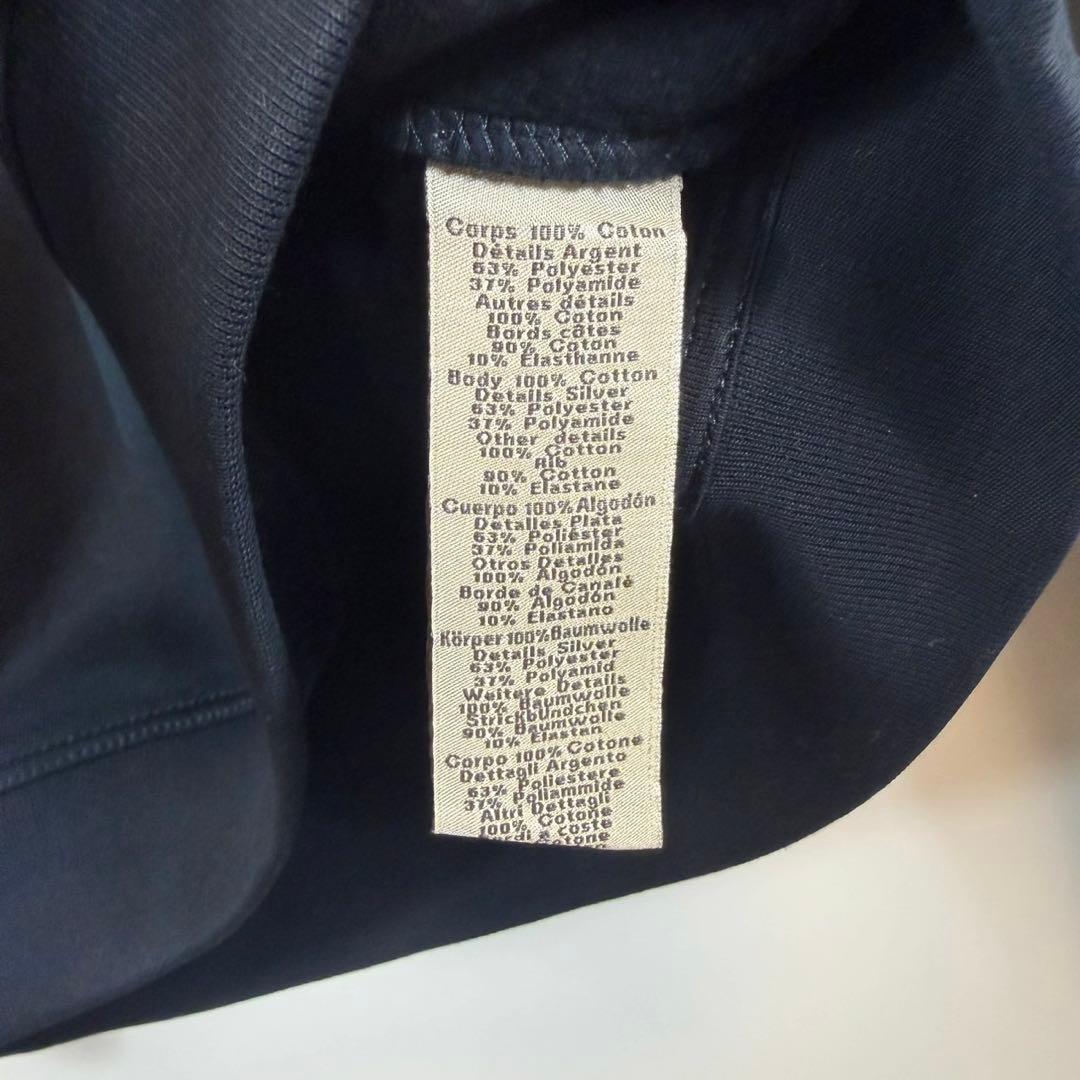 Corps 100% Coton
Détails Argent
63% Polyester
37% Polyamide
Autres détails
100% Coton
Bords côtes
90% Coton
10% Elasthanne
Body 100% Cotton
Details Silver
63% Polyester
37% Polyamide
Other details
100% Cotton
Rib
90% Cotton
10% Elastane
Cuerpo 100% Algodón
Detalles Plata
63% Poliéster
37% Poliamida
Otros Detalles
100% Algodón
Borde de Canalé
90% Algodón
10% Elastano
Körper 100% Baumwolle
Details Silver
63% Polyester
37% Polyamid
Weitere Details
100% Baumwolle
Strickbündchen
90% Baumwolle
10% Elastan
Corpo 100% Cotone
Dettagli Argento
63% Poliestere
37% Poliammide
Altri Dettagli
100% Cotone
Bordi a coste
Cotone